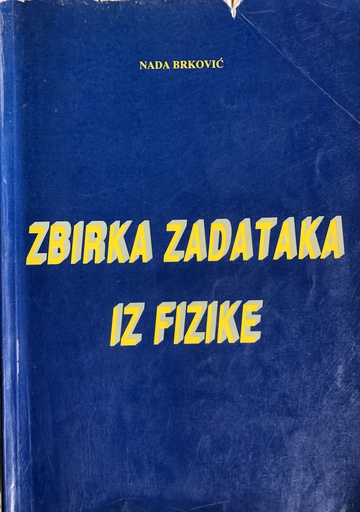 NADA BRKOVIĆ
ZBIRKA ZADATAKA
IZ FIZIKE